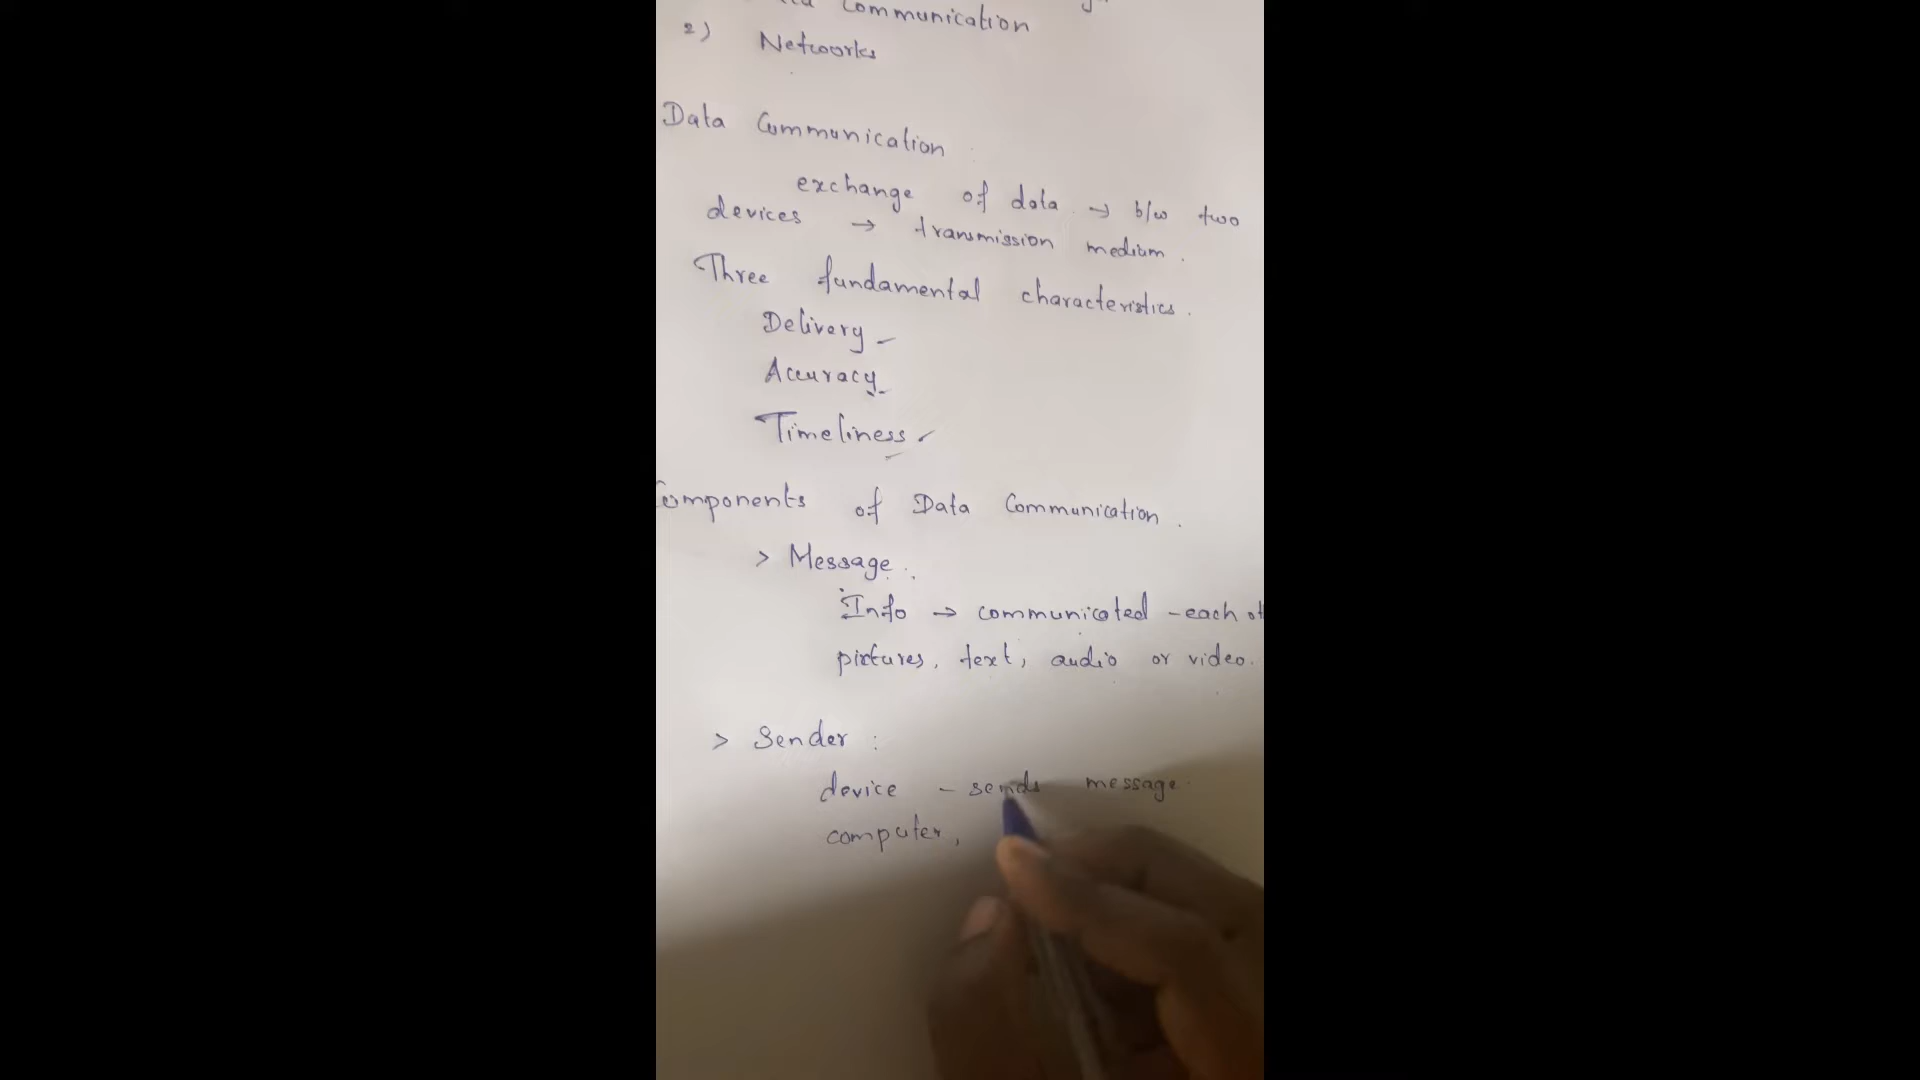 Communication
2) Networks
Data Communication
exchange of data → b/w two
devices → transmission medium.
Three fundamental characteristics.
Delivery
Accuracy
Timeliness
Components of Data Communication.
> Message.
Info → communicated - each
pictures, text, audio or video.
> Sender :
device - sends message.
computer,